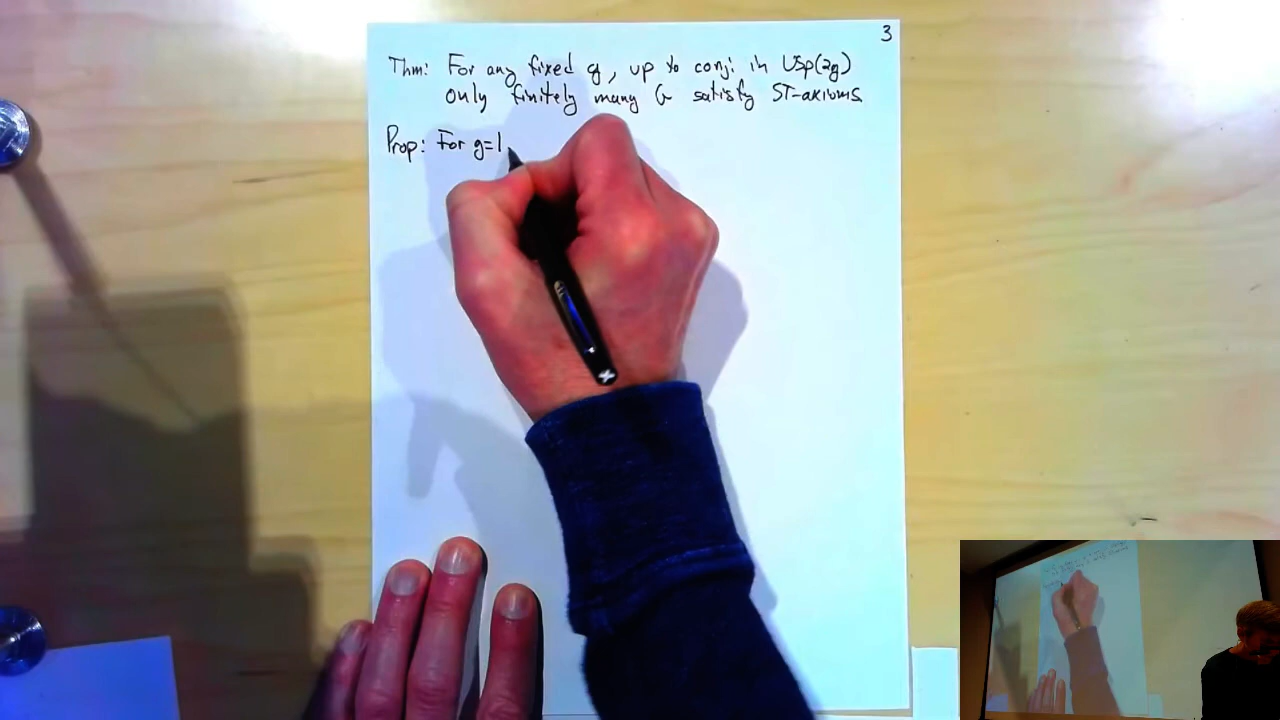 3
Thm: For any fixed g, up to conj. in USp(2g)
only finitely many G satisfy ST-axioms.
Prop: For g=1